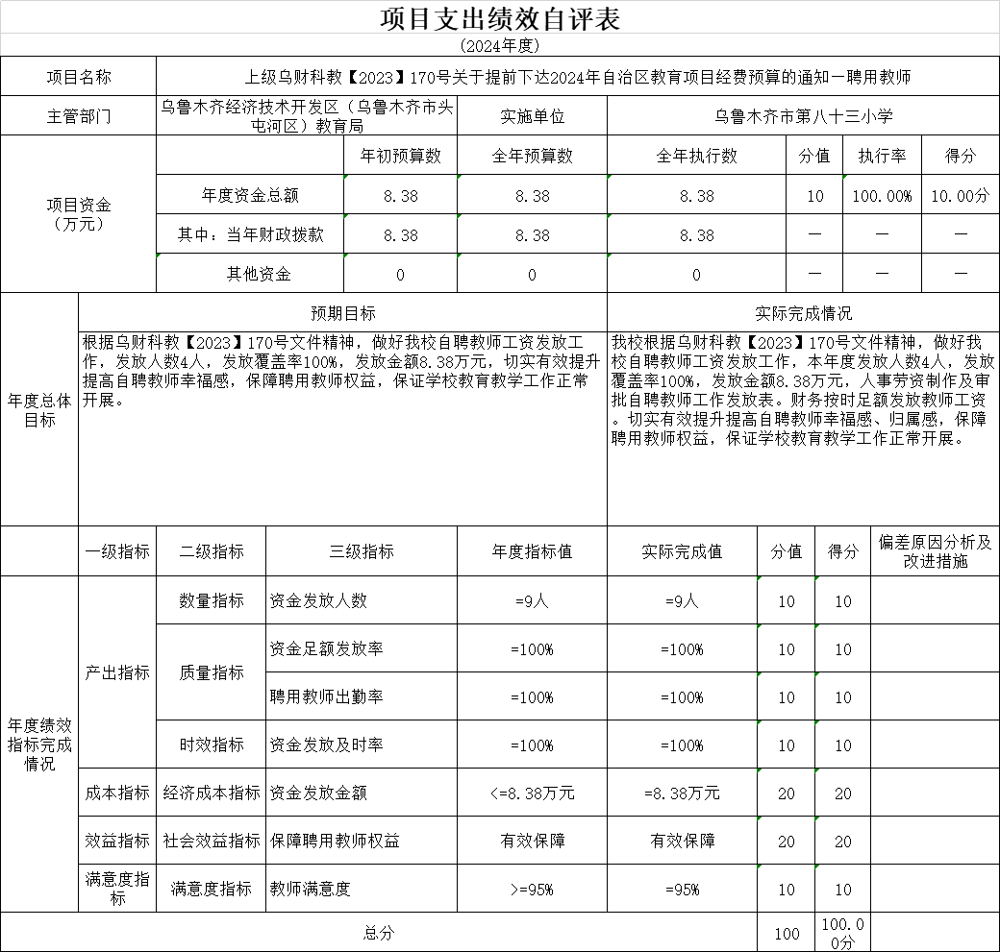 项目支出绩效自评表
(2024年度)
项目名称 上级乌财科教【2023】170号关于提前下达2024年自治区教育项目经费预算的通知—聘用教师
主管部门 乌鲁木齐经济技术开发区（乌鲁木齐市头
屯河区）教育局 实施单位 乌鲁木齐市第八十三小学
项目资金
（万元） 年初预算数 全年预算数 全年执行数 分值 执行率 得分
年度资金总额 8.38 8.38 8.38 10 100.00% 10.00分
其中：当年财政拨款 8.38 8.38 8.38 — — —
其他资金 0 0 0 — — —
年度总体
目标
预期目标 实际完成情况
根据乌财科教【2023】170号文件精神，做好我校自聘教师工资发放工
作，发放人数4人，发放覆盖率100%，发放金额8.38万元，切实有效提升
提高自聘教师幸福感，保障聘用教师权益，保证学校教育教学工作正常
开展。
我校根据乌财科教【2023】170号文件精神，做好我
校自聘教师工资发放工作，本年度发放人数4人，发放
覆盖率100%，发放金额8.38万元，人事劳资制作及审
批自聘教师工作发放表。财务按时足额发放教师工资
。切实有效提升提高自聘教师幸福感、归属感，保障
聘用教师权益，保证学校教育教学工作正常开展。
年度绩效
指标完成
情况
一级指标 二级指标 三级指标 年度指标值 实际完成值 分值 得分 偏差原因分析及
改进措施
产出指标 数量指标 资金发放人数 =9人 =9人 10 10
质量指标 资金足额发放率 =100% =100% 10 10
聘用教师出勤率 =100% =100% 10 10
时效指标 资金发放及时率 =100% =100% 10 10
成本指标 经济成本指标 资金发放金额 <=8.38万元 =8.38万元 20 20
效益指标 社会效益指标 保障聘用教师权益 有效保障 有效保障 20 20
满意度指
标 满意度指标 教师满意度 >=95% =95% 10 10
总分 100 100.0
0分